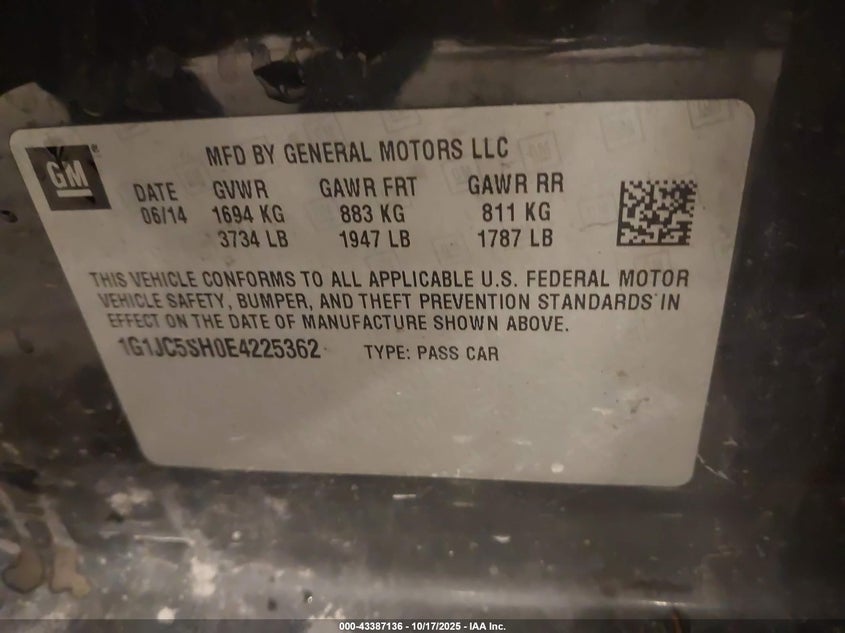 GM
MFD BY GENERAL MOTORS LLC
DATE GVWR GAWR FRT GAWR RR
06/14 1694 KG 883 KG 811 KG
3734 LB 1947 LB 1787 LB
THIS VEHICLE CONFORMS TO ALL APPLICABLE U.S. FEDERAL MOTOR
VEHICLE SAFETY, BUMPER, AND THEFT PREVENTION STANDARDS IN
EFFECT ON THE DATE OF MANUFACTURE SHOWN ABOVE.
1G1JC5SH0E4225362 TYPE: PASS CAR
000-43387136 - 10/17/2025 - IAA Inc.